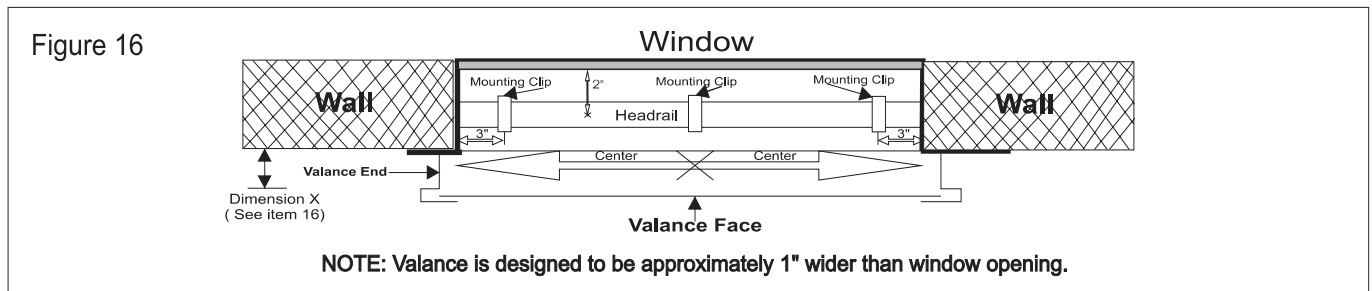 Figure 16
Window
Mounting Clip
2"
Mounting Clip
Mounting Clip
Wall
Headrail
Wall
3"
3"
Center
Center
Valance End
Dimension X
( See item 16)
Valance Face
NOTE: Valance is designed to be approximately 1" wider than window opening.